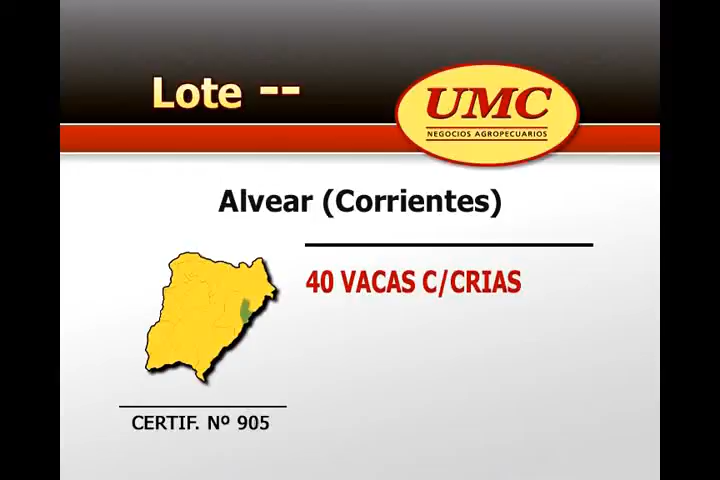 Lote --
UMC
NEGOCIOS AGROPECUARIOS
Alvear (Corrientes)
40 VACAS C/CRIAS
CERTIF. Nº 905